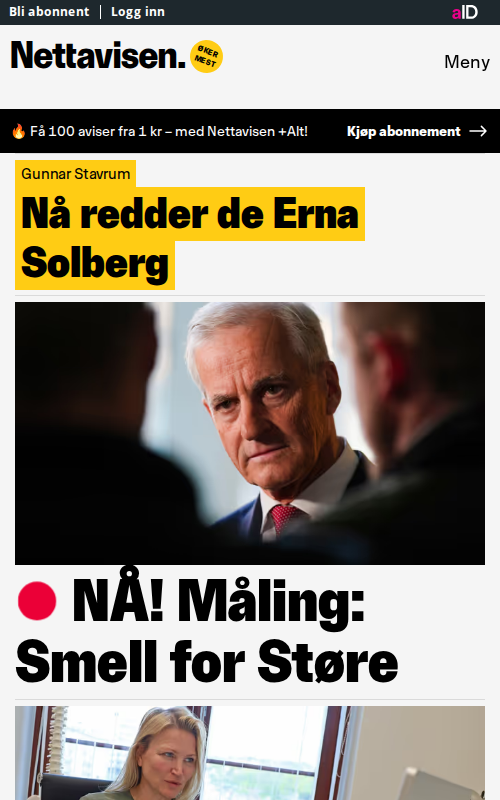 Bli abonnent | Logg inn
aID
Nettavisen.
ØKER
MEST
Meny
Få 100 aviser fra 1 kr – med Nettavisen +Alt!
Kjøp abonnement
Gunnar Stavrum
Nå redder de Erna
Solberg
NÅ! Måling:
Smell for Støre